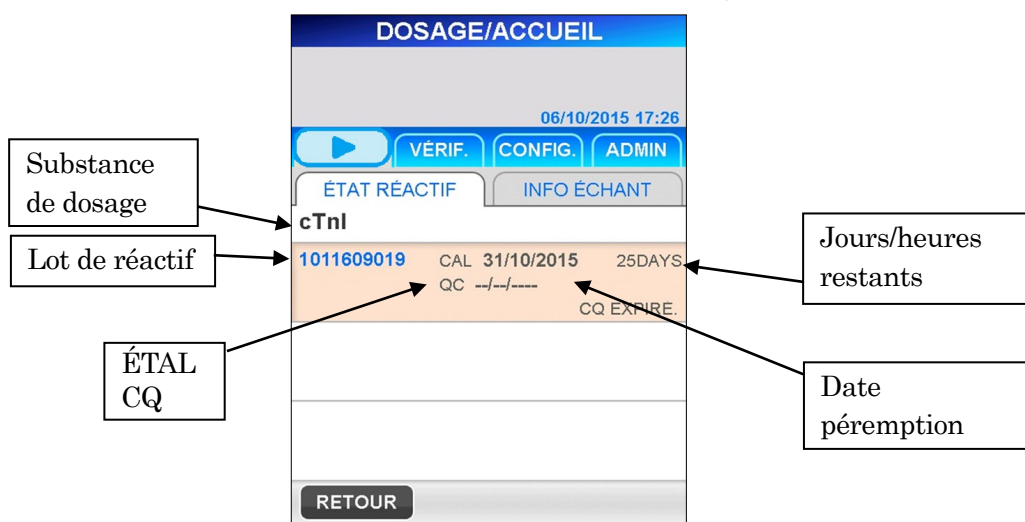 DOSAGE/ACCUEIL
06/10/2015 17:26
VÉRIF. CONFIG. ADMIN
ÉTAT RÉACTIF INFO ÉCHANT
Substance
de dosage
cTnI
Lot de réactif
1011609019 CAL 31/10/2015 25DAYS
QC --/--/----
CQ EXPIRE.
Jours/heures
restants
ÉTAL
CQ
Date
péremption
RETOUR